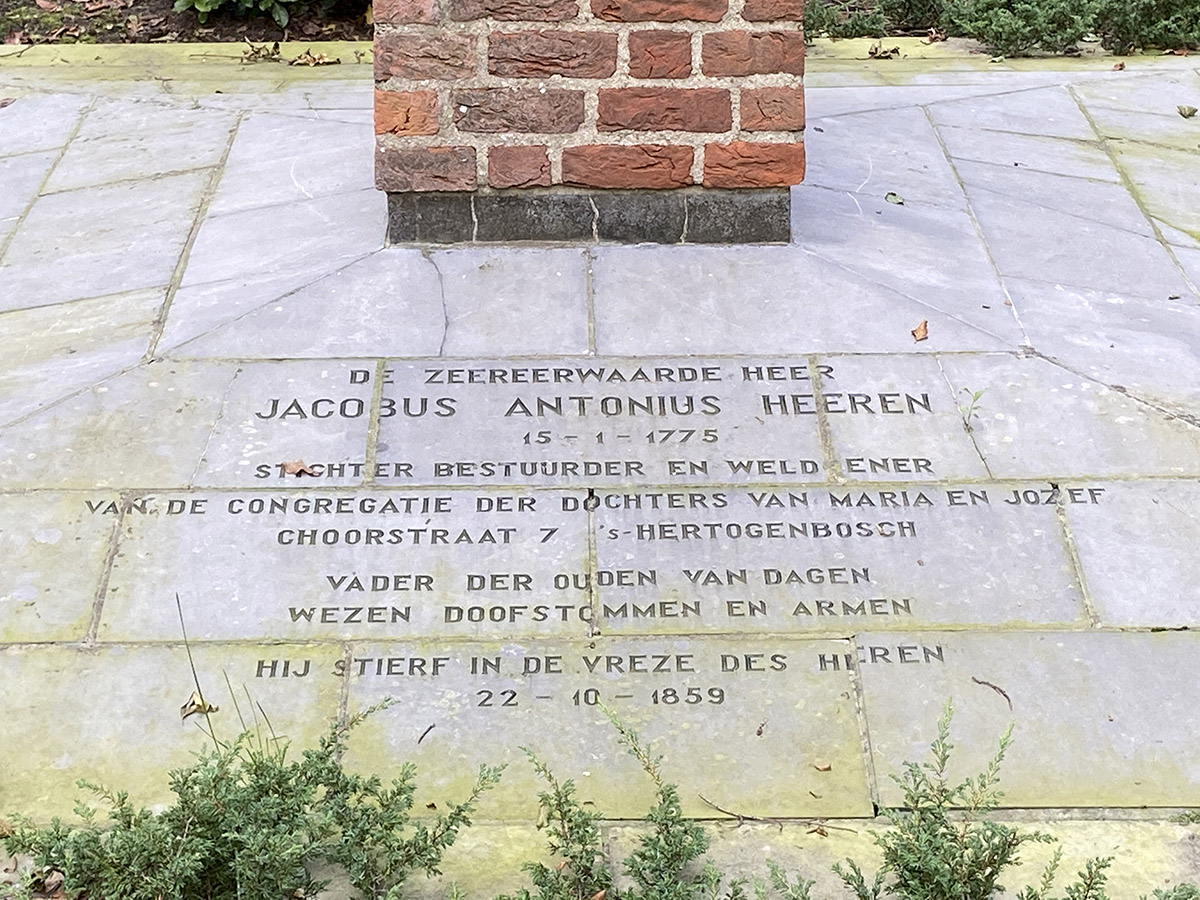 DE ZEEREERWAARDE HEER
JACOBUS ANTONIUS HEEREN
15 – 1 – 1775
STICHTER BESTUURDER EN WELDOENER
VAN DE CONGREGATIE DER DOCHTERS VAN MARIA EN JOZEF
CHOORSTRAAT 7 's-HERTOGENBOSCH
VADER DER OUDEN VAN DAGEN
WEZEN DOOFSTOMMEN EN ARMEN
HIJ STIERF IN DE VREZE DES HEREN
22 – 10 – 1859